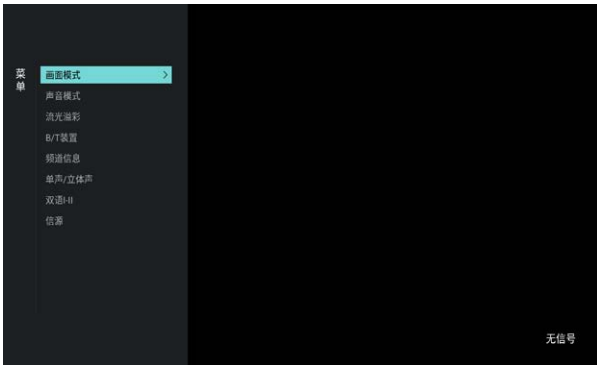 菜单
画面模式 >
声音模式
流光溢彩
B/T装置
频道信息
单声/立体声
双语I-II
信源
无信号